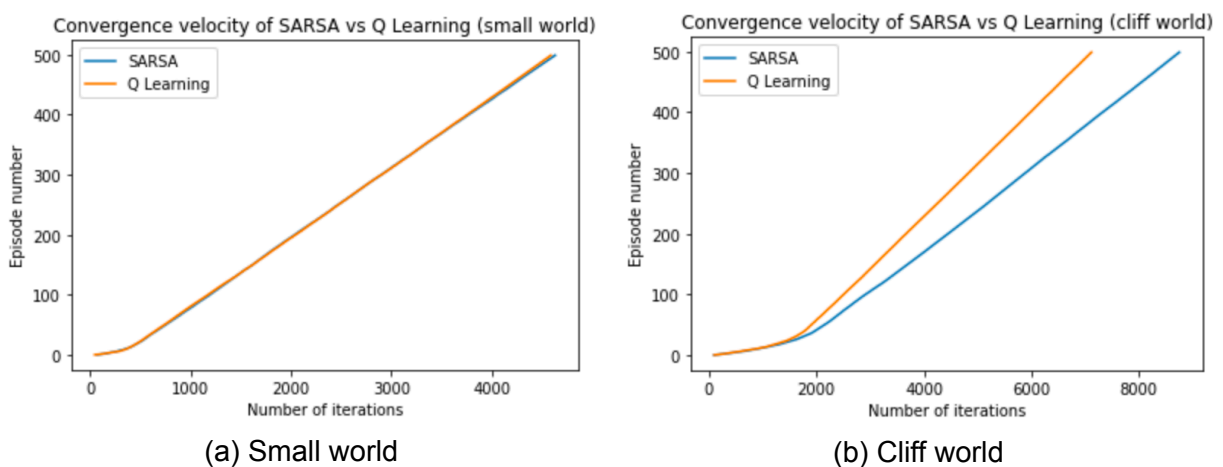 Convergence velocity of SARSA vs Q Learning (small world)
SARSA
Q Learning
Episode number
500
400
300
200
100
0
0 1000 2000 3000 4000
Number of iterations
(a) Small world
Convergence velocity of SARSA vs Q Learning (cliff world)
SARSA
Q Learning
Episode number
500
400
300
200
100
0
0 2000 4000 6000 8000
Number of iterations
(b) Cliff world